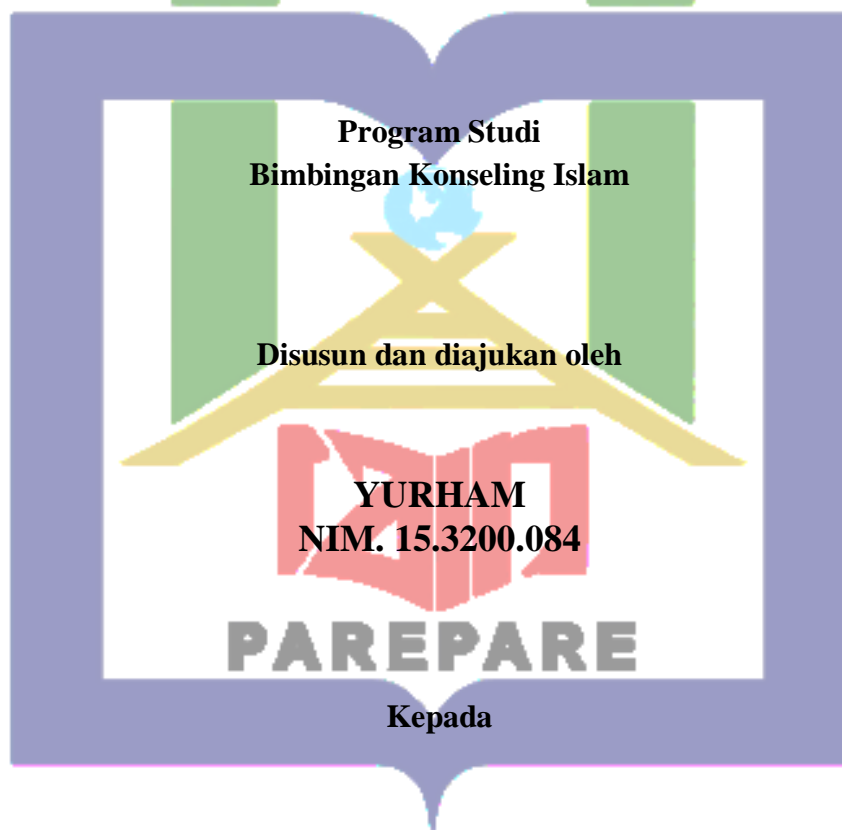 Program Studi
Bimbingan Konseling Islam
Disusun dan diajukan oleh
YURHAM
NIM. 15.3200.084
PAREPARE
Kepada